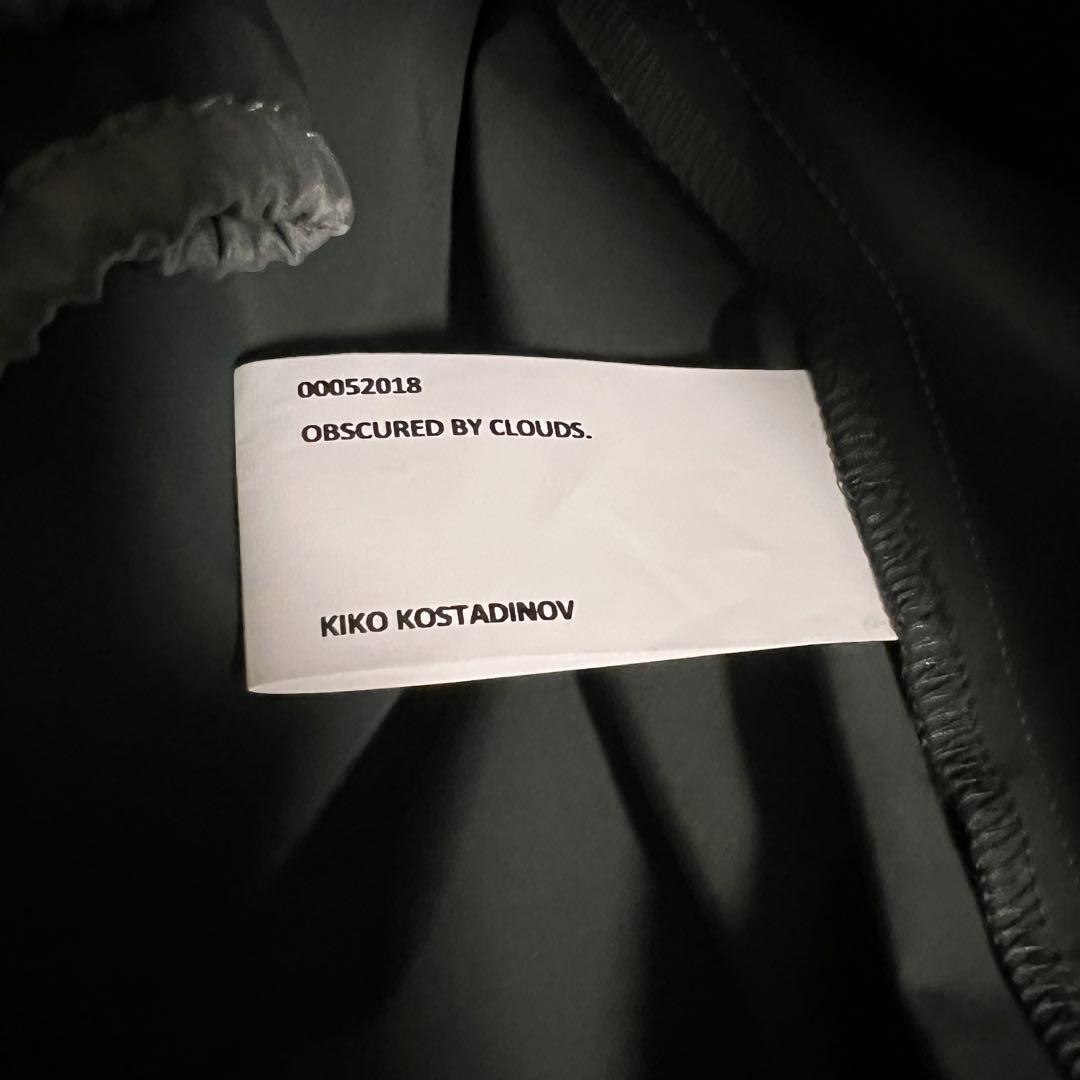 00052018
OBSCURED BY CLOUDS.
KIKO KOSTADINOV